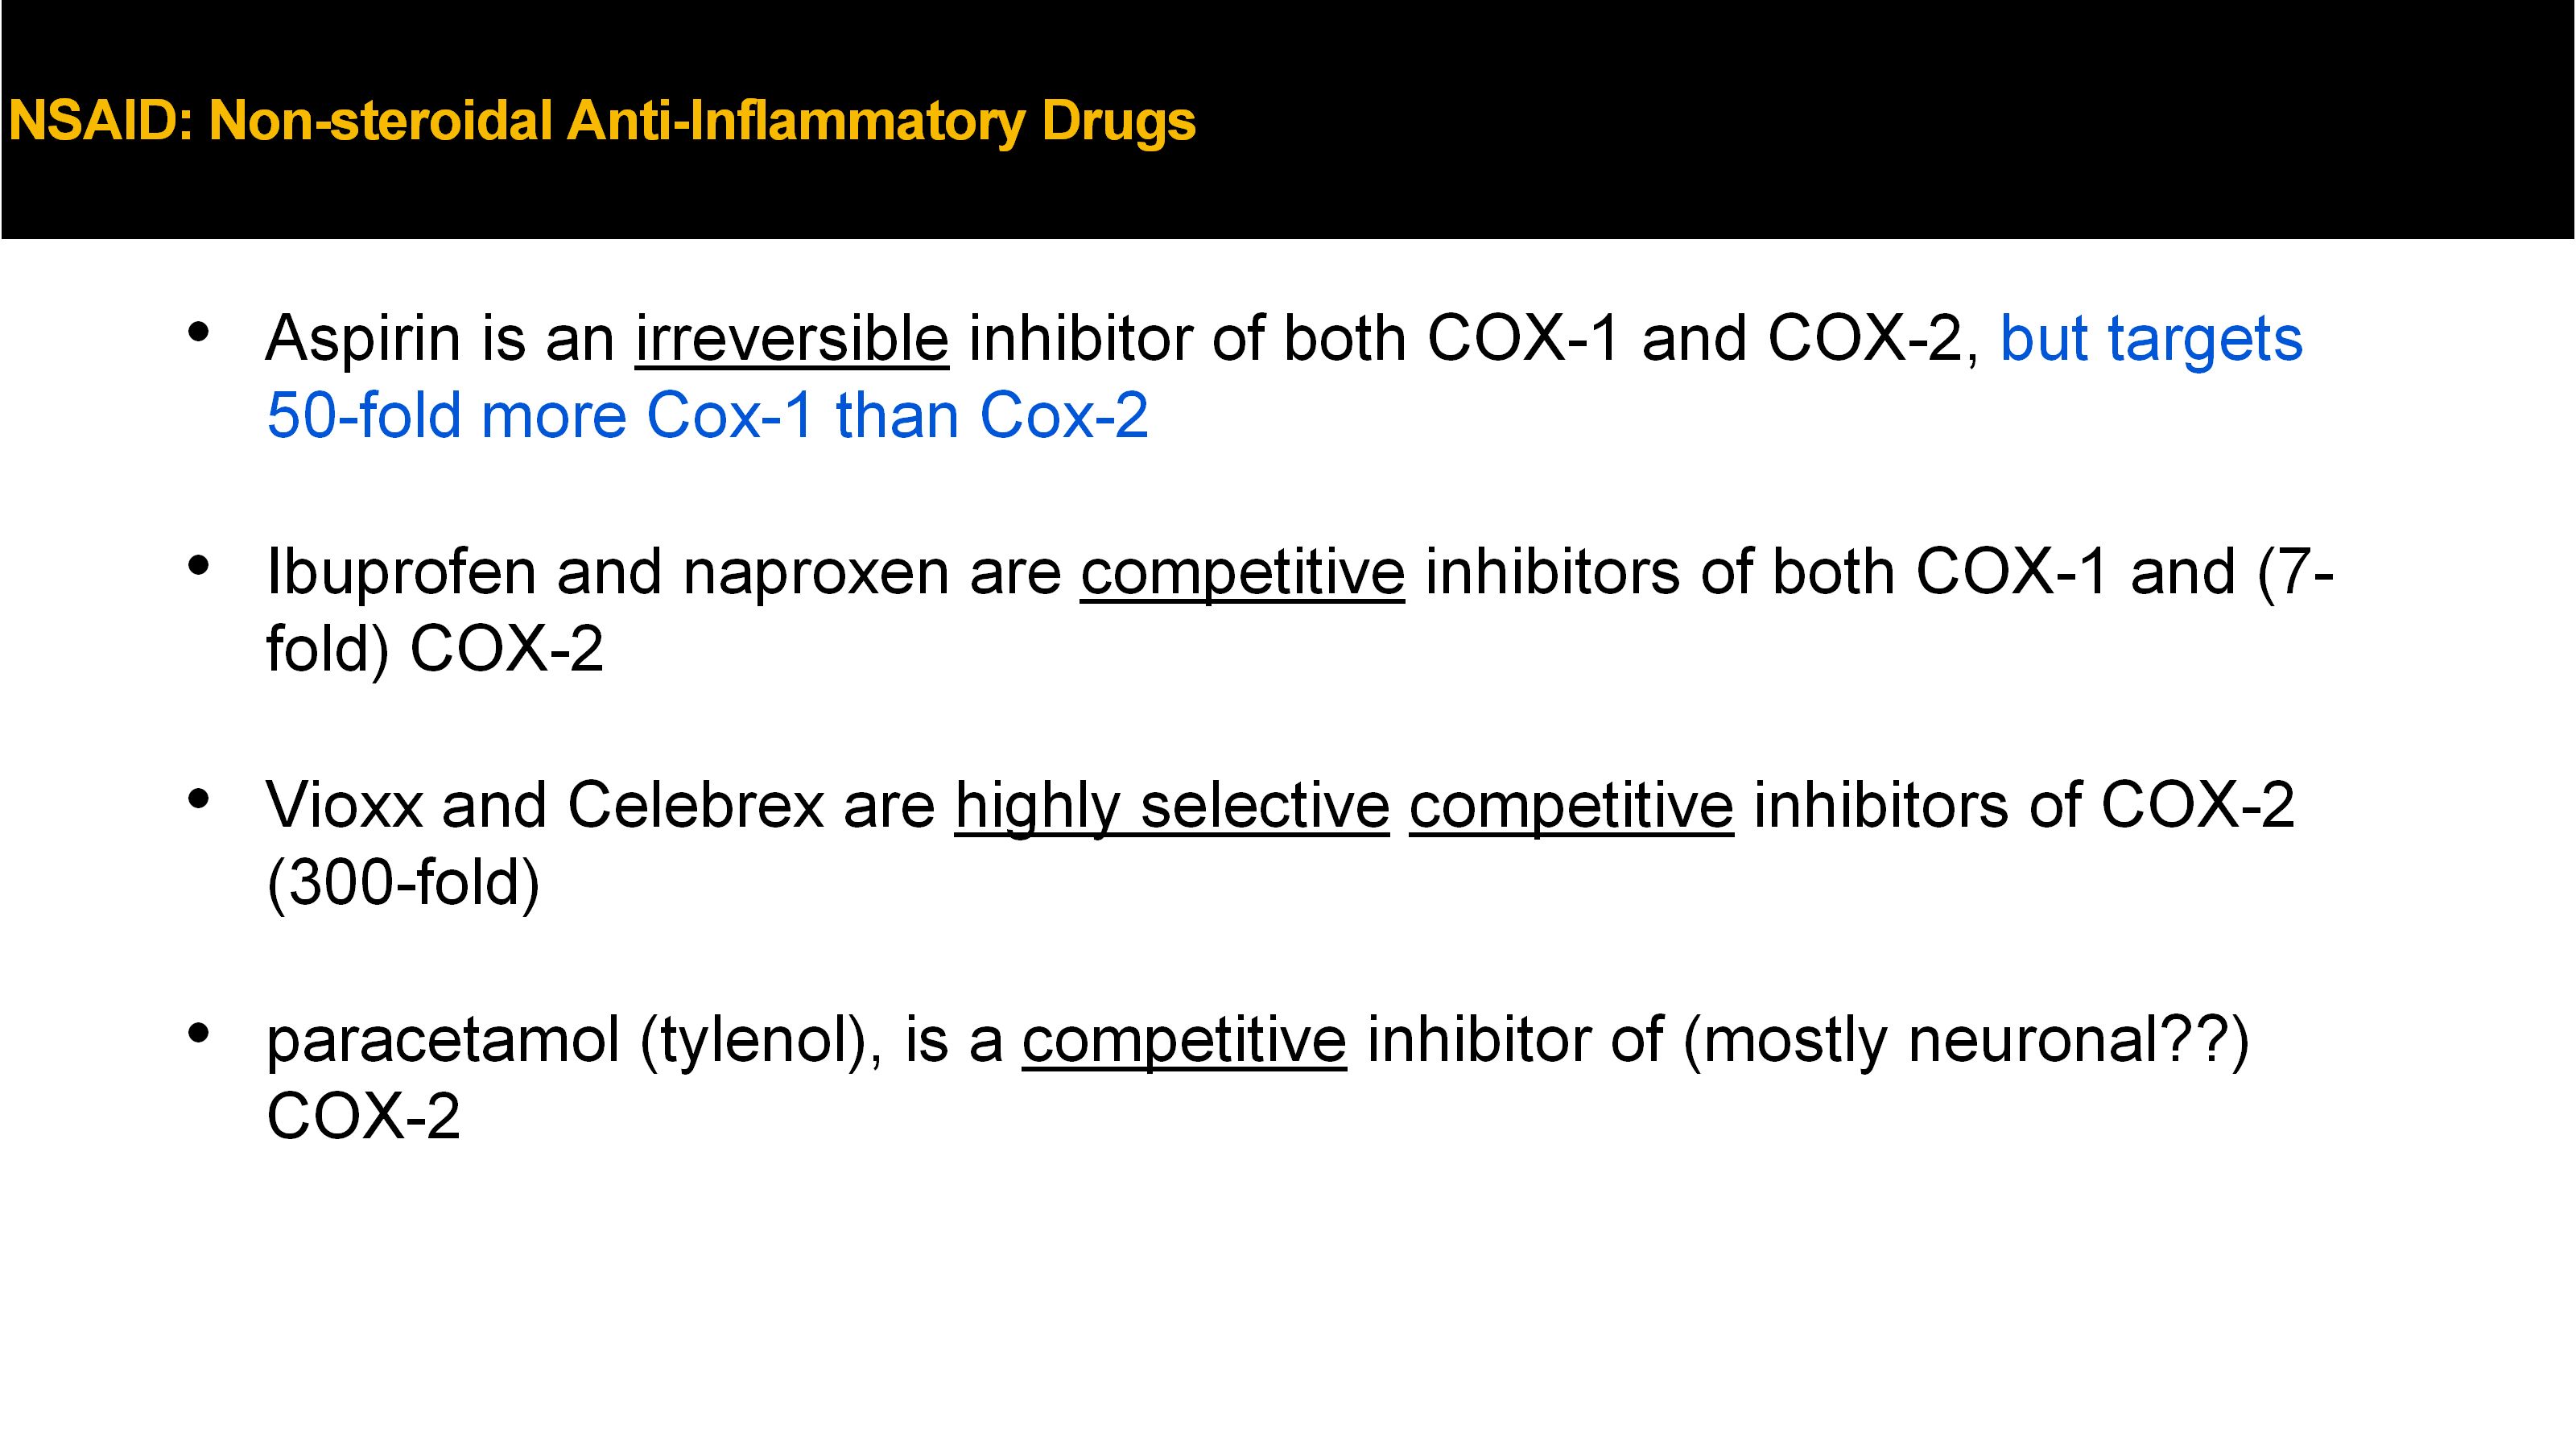 NSAID: Non-steroidal Anti-Inflammatory Drugs
• Aspirin is an irreversible inhibitor of both COX-1 and COX-2, but targets
50-fold more Cox-1 than Cox-2
• Ibuprofen and naproxen are competitive inhibitors of both COX-1 and (7-
fold) COX-2
• Vioxx and Celebrex are highly selective competitive inhibitors of COX-2
(300-fold)
• paracetamol (tylenol), is a competitive inhibitor of (mostly neuronal??)
COX-2